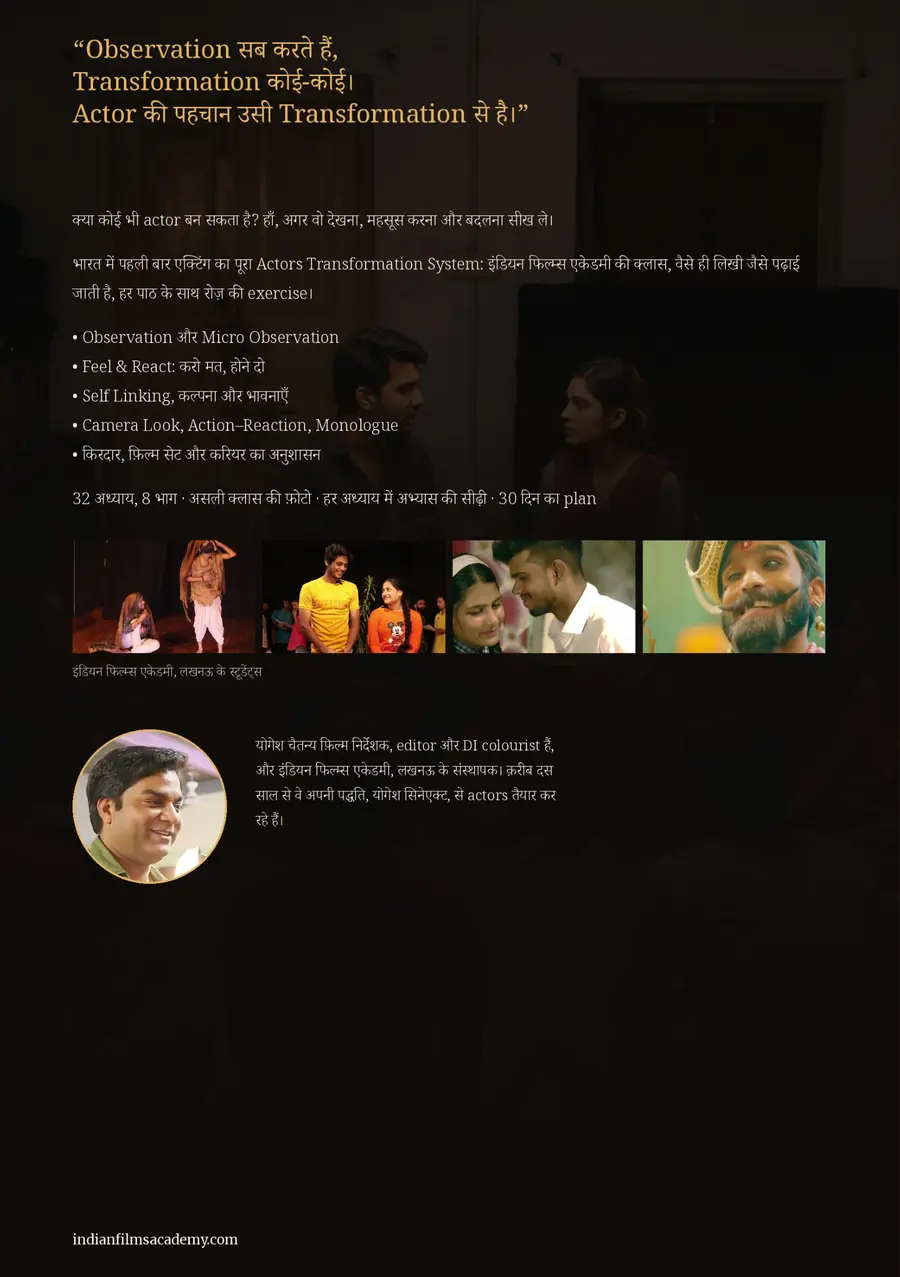 “Observation सब करते हैं,
Transformation कोई-कोई।
Actor की पहचान उसी Transformation से है।”
क्या कोई भी actor बन सकता है? हाँ, अगर वो देखना, महसूस करना और बदलना सीख ले।
भारत में पहली बार एक्टिंग का पूरा Actors Transformation System: इंडियन फिल्म्स एकेडमी की क्लास, वैसे ही लिखी जैसे पढ़ाई
जाती है, हर पाठ के साथ रोज़ की exercise।
• Observation और Micro Observation
• Feel & React: करो मत, होने दो
• Self Linking, कल्पना और भावनाएँ
• Camera Look, Action–Reaction, Monologue
• किरदार, फ़िल्म सेट और करियर का अनुशासन
32 अध्याय, 8 भाग · असली क्लास की फ़ोटो · हर अध्याय में अभ्यास की सीढ़ी · 30 दिन का plan
इंडियन फिल्म्स एकेडमी, लखनऊ के स्टूडेंट्स
योगेश चैतन्य फ़िल्म निर्देशक, editor और DI colourist हैं,
और इंडियन फिल्म्स एकेडमी, लखनऊ के संस्थापक। क़रीब दस
साल से वे अपनी पद्धति, योगेश सिनेएक्ट, से actors तैयार कर
रहे हैं।
indianfilmsacademy.com